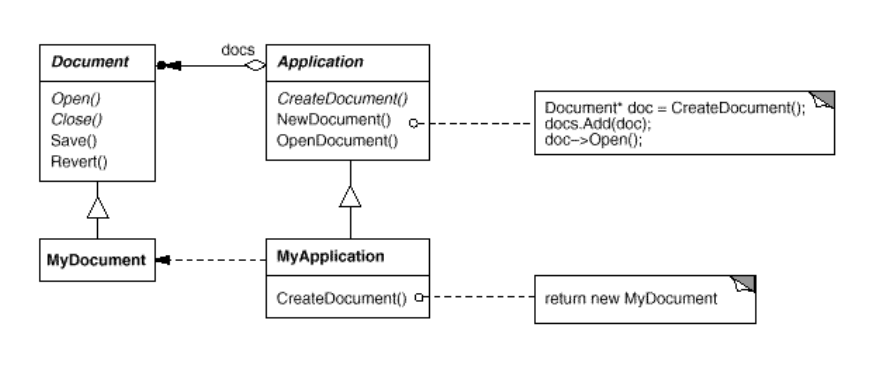 docs
Document
Open()
Close()
Save()
Revert()
Application
CreateDocument()
NewDocument()
OpenDocument()
Document* doc = CreateDocument();
docs.Add(doc);
doc->Open();
MyDocument
MyApplication
CreateDocument()
return new MyDocument